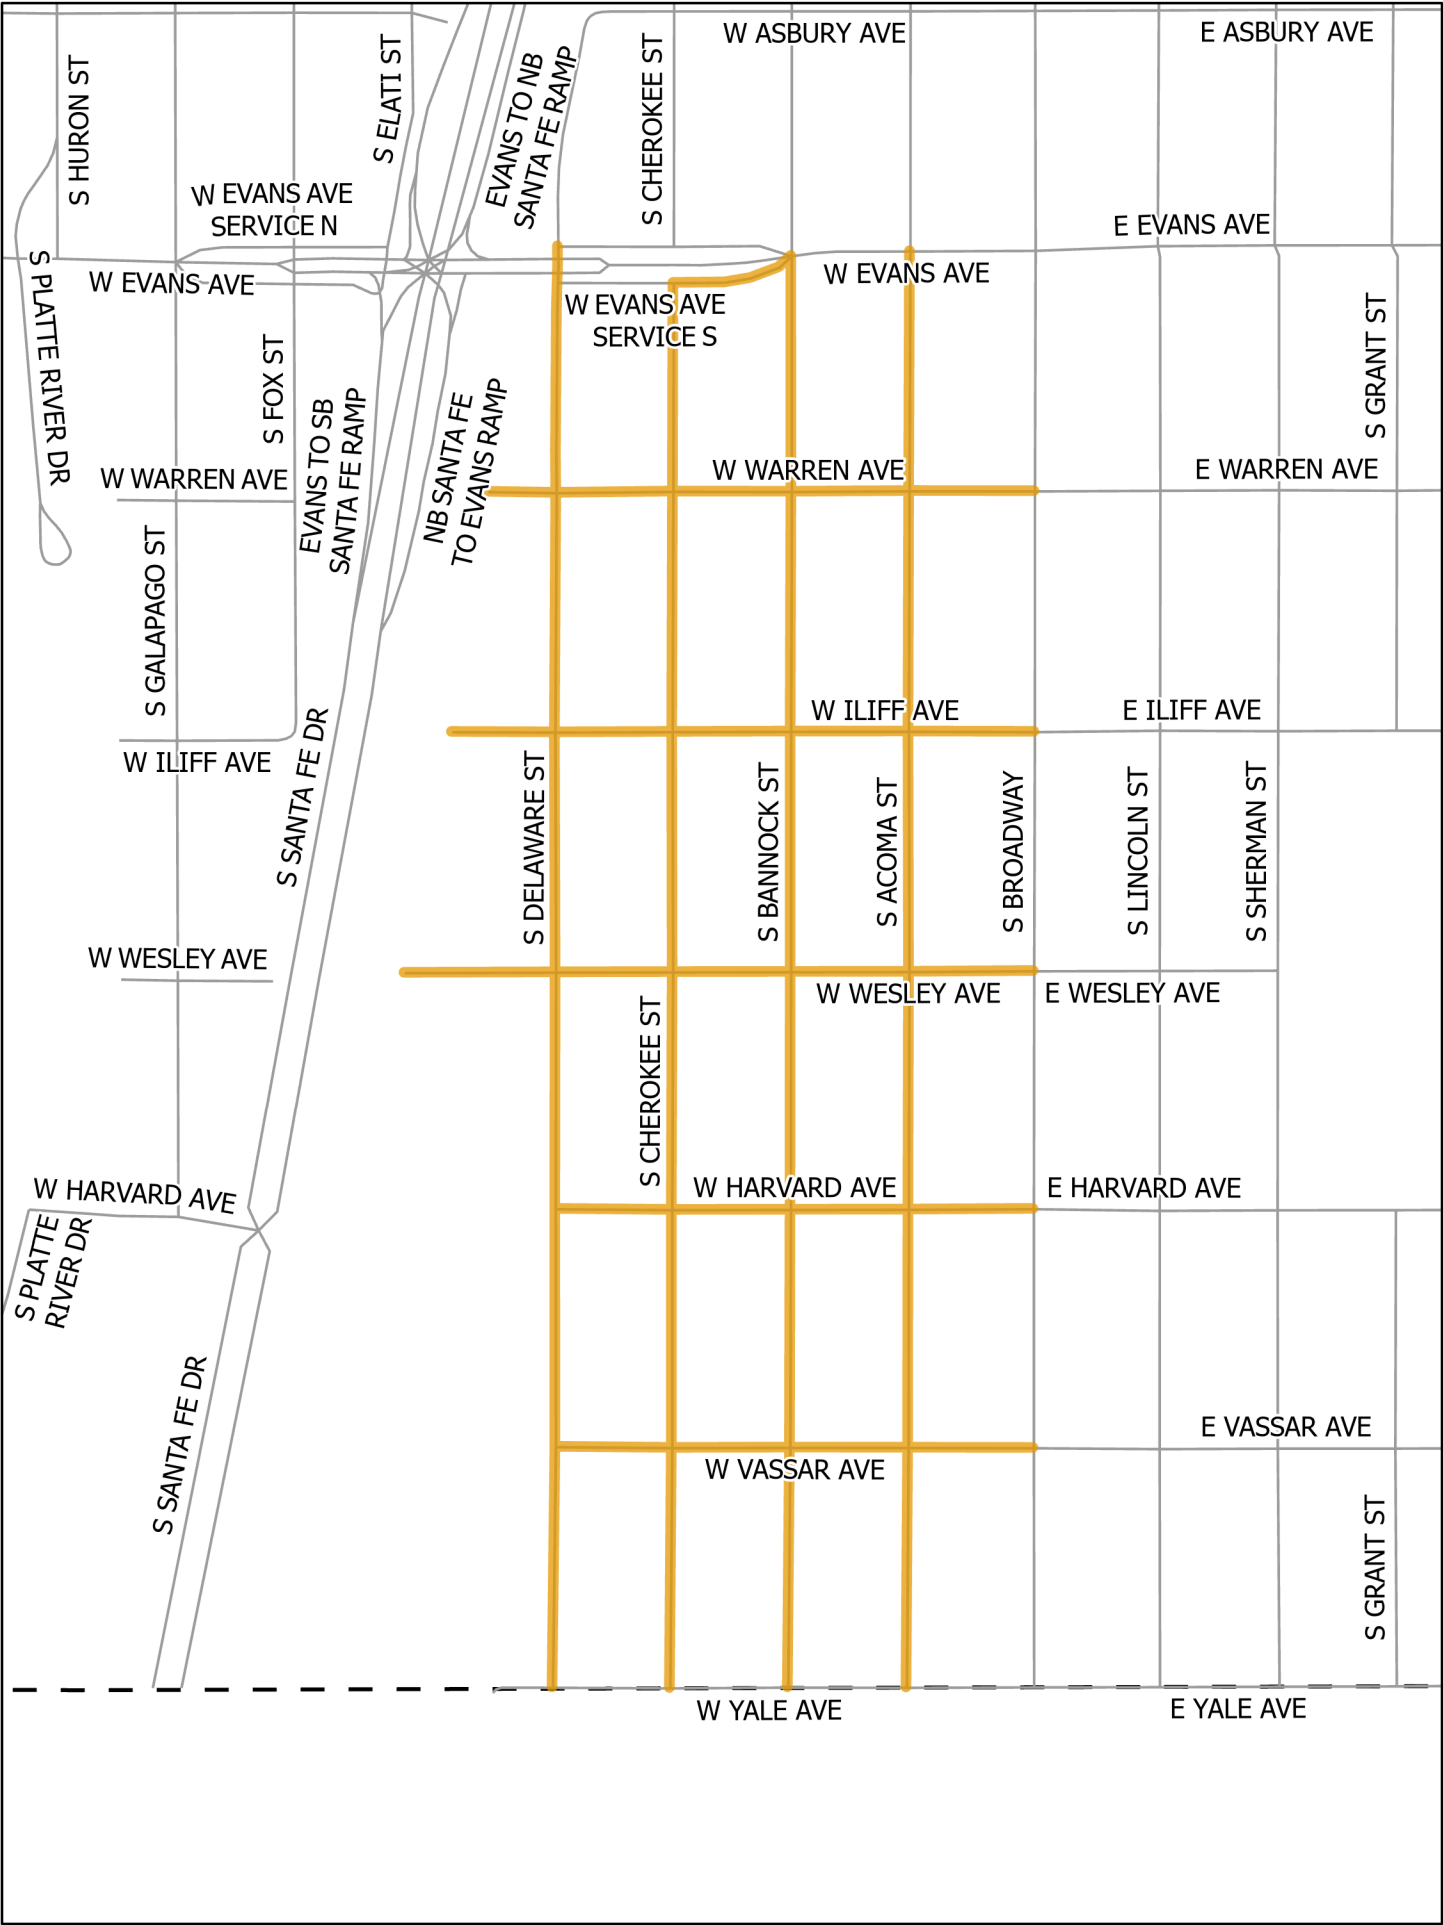 W ASBURY AVE
E ASBURY AVE
S HURON ST
S ELATI ST
EVANS TO NB
SANTA FE RAMP
S CHEROKEE ST
W EVANS AVE
SERVICE N
E EVANS AVE
W EVANS AVE
W EVANS AVE
W EVANS AVE
SERVICE S
S PLATTE RIVER DR
S FOX ST
S GRANT ST
EVANS TO SB
SANTA FE RAMP
NB SANTA FE
TO EVANS RAMP
W WARREN AVE
W WARREN AVE
E WARREN AVE
S GALAPAGO ST
W ILIFF AVE
E ILIFF AVE
W ILIFF AVE
S SANTA FE DR
S DELAWARE ST
S BANNOCK ST
S ACOMA ST
S BROADWAY
S LINCOLN ST
S SHERMAN ST
W WESLEY AVE
W WESLEY AVE
E WESLEY AVE
S CHEROKEE ST
W HARVARD AVE
W HARVARD AVE
E HARVARD AVE
S PLATTE
RIVER DR
S SANTA FE DR
E VASSAR AVE
W VASSAR AVE
S GRANT ST
W YALE AVE
E YALE AVE